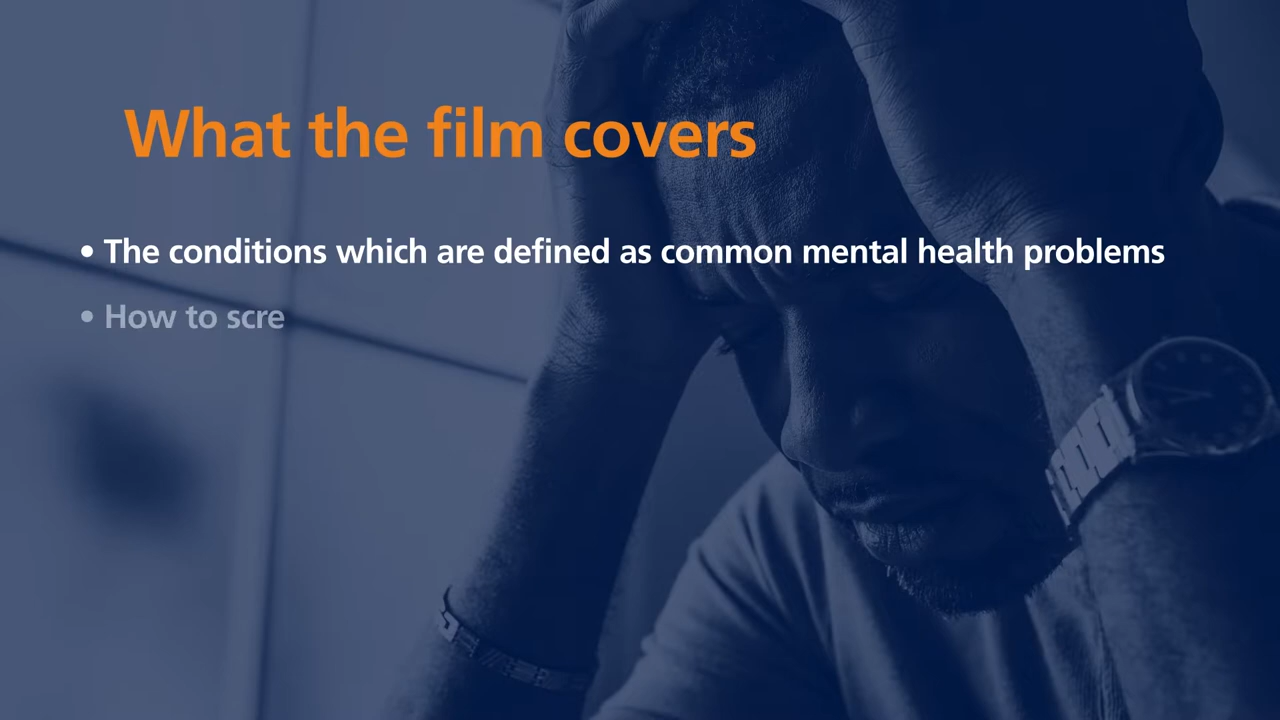 What the film covers
• The conditions which are defined as common mental health problems
• How to scre